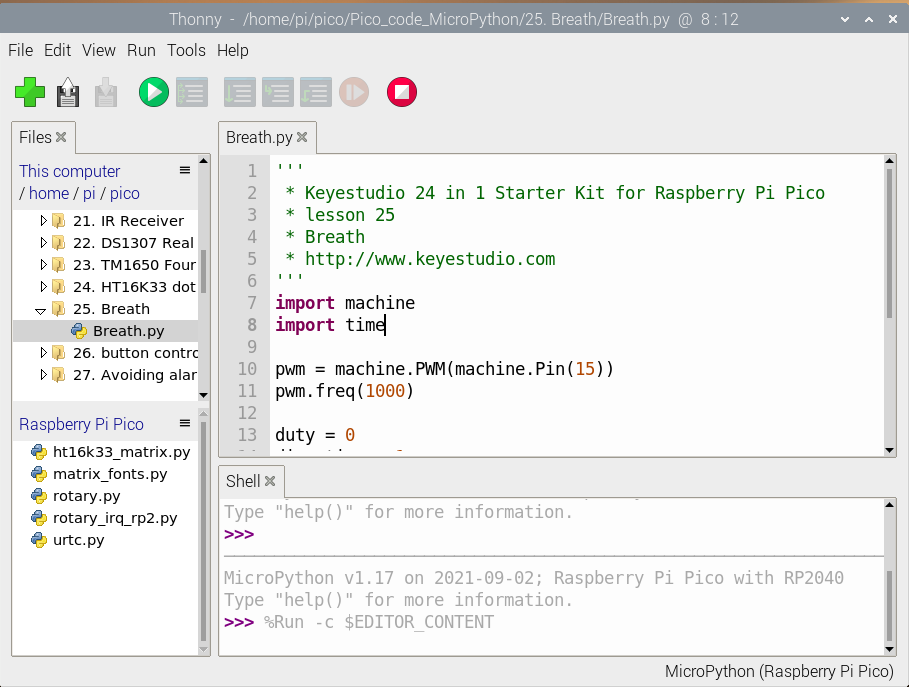 Thonny - /home/pi/pico/Pico_code_MicroPython/25. Breath/Breath.py @ 8 : 12
File Edit View Run Tools Help
Files
This computer
/ home / pi / pico
21. IR Receiver
22. DS1307 Real
23. TM1650 Four
24. HT16K33 dot
25. Breath
Breath.py
26. button contro
27. Avoiding alar
Raspberry Pi Pico
ht16k33_matrix.py
matrix_fonts.py
rotary.py
rotary_irq_rp2.py
urtc.py
Breath.py
1 '''
2 * Keyestudio 24 in 1 Starter Kit for Raspberry Pi Pico
3 * lesson 25
4 * Breath
5 * http://www.keyestudio.com
6 '''
7 import machine
8 import time
9
10 pwm = machine.PWM(machine.Pin(15))
11 pwm.freq(1000)
12
13 duty = 0
Shell
Type "help()" for more information.
>>>
MicroPython v1.17 on 2021-09-02; Raspberry Pi Pico with RP2040
Type "help()" for more information.
>>> %Run -c $EDITOR_CONTENT
MicroPython (Raspberry Pi Pico)